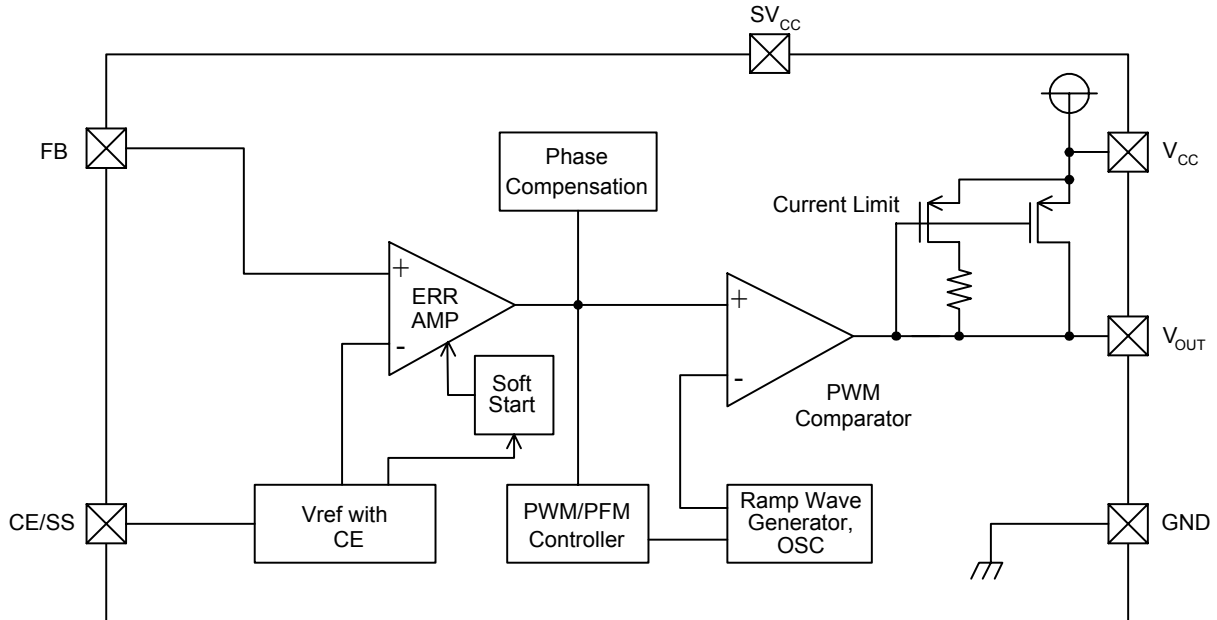 SVCC
FB
Phase
Compensation
VCC
Current Limit
+
ERR
AMP
-
+
-
VOUT
Soft
Start
PWM
Comparator
CE/SS
Vref with
CE
PWM/PFM
Controller
Ramp Wave
Generator,
OSC
GND